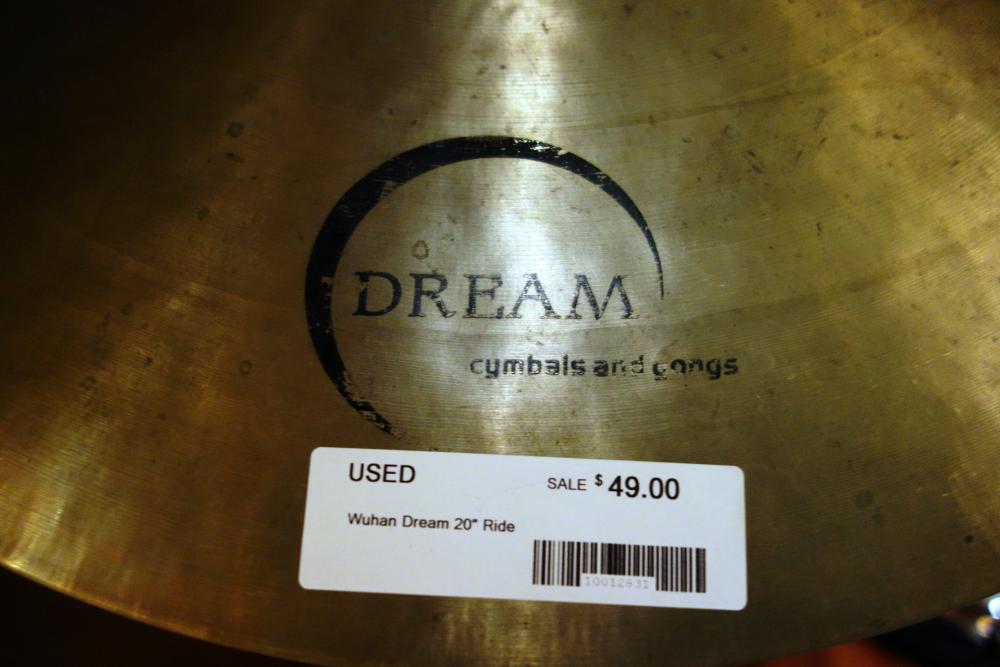 DREAM
cymbals and gongs
USED
SALE $49.00
Wuhan Dream 20" Ride
10012831